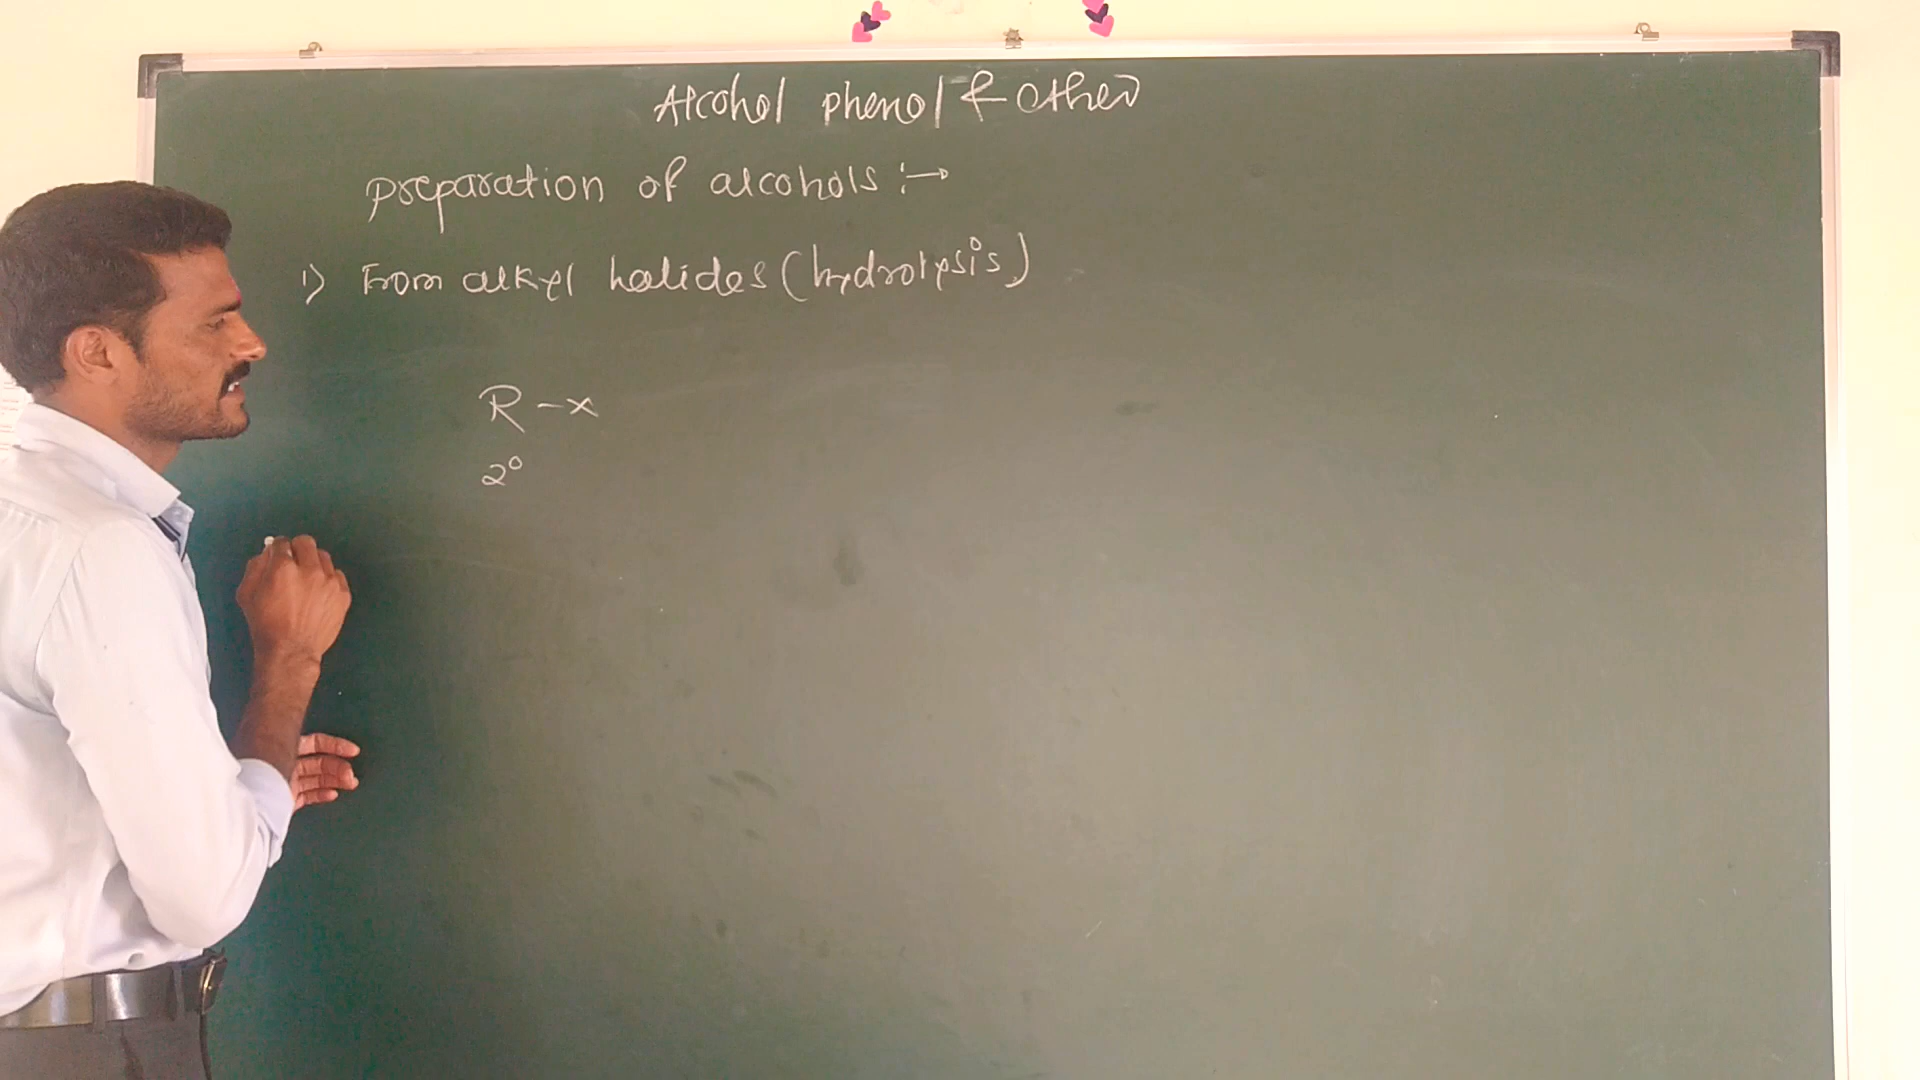 Alcohol phenol & Other
preparation of alcohols :→
1) From alkyl halides (hydrolysis)
R-x
2°